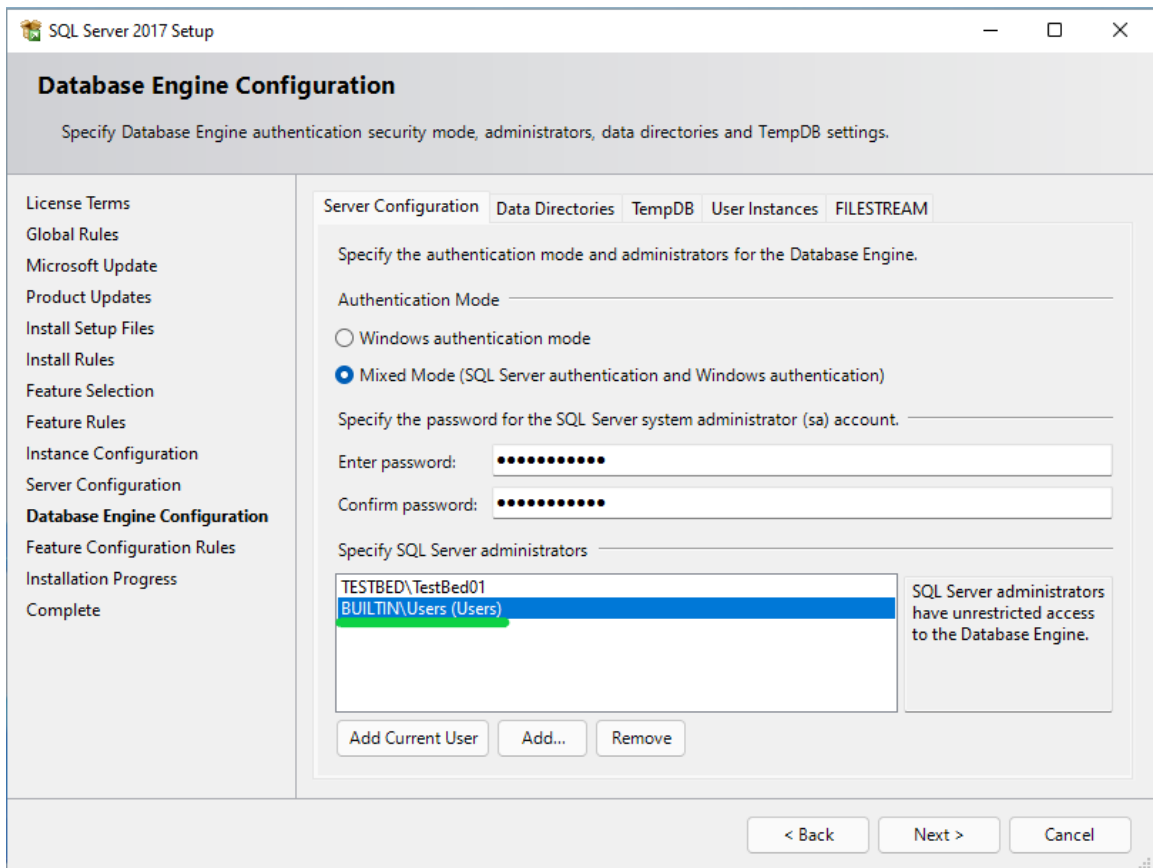 SQL Server 2017 Setup
Database Engine Configuration
Specify Database Engine authentication security mode, administrators, data directories and TempDB settings.
License Terms
Global Rules
Microsoft Update
Product Updates
Install Setup Files
Install Rules
Feature Selection
Feature Rules
Instance Configuration
Server Configuration
Database Engine Configuration
Feature Configuration Rules
Installation Progress
Complete
Server Configuration Data Directories TempDB User Instances FILESTREAM
Specify the authentication mode and administrators for the Database Engine.
Authentication Mode
Windows authentication mode
Mixed Mode (SQL Server authentication and Windows authentication)
Specify the password for the SQL Server system administrator (sa) account.
Enter password: ●●●●●●●●●●●
Confirm password: ●●●●●●●●●●●
Specify SQL Server administrators
TESTBED\TestBed01
BUILTIN\Users (Users)
SQL Server administrators
have unrestricted access
to the Database Engine.
Add Current User Add... Remove
< Back Next > Cancel